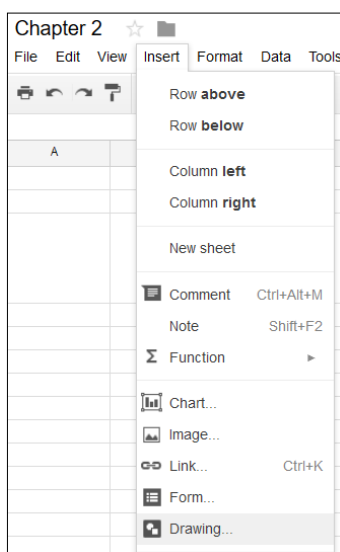 Chapter 2
File Edit View Insert Format Data Tools
Row above
Row below
A
Column left
Column right
New sheet
Comment Ctrl+Alt+M
Note Shift+F2
Σ Function ►
Chart...
Image...
Link... Ctrl+K
Form...
Drawing...